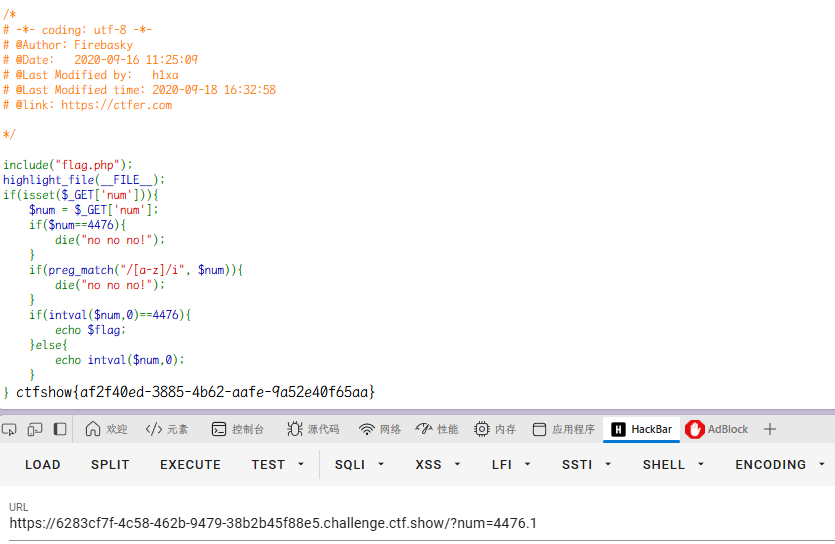 /*
# -*- coding: utf-8 -*-
# @Author: Firebasky
# @Date:   2020-09-16 11:25:09
# @Last Modified by:   h1xa
# @Last Modified time: 2020-09-18 16:32:58
# @link: https://ctfer.com
*/
include("flag.php");
highlight_file(__FILE__);
if(isset($_GET['num'])){
    $num = $_GET['num'];
    if($num==4476){
        die("no no no!");
    }
    if(preg_match("/[a-z]/i", $num)){
        die("no no no!");
    }
    if(intval($num,0)==4476){
        echo $flag;
    }else{
        echo intval($num,0);
    }
} ctfshow{af2f40ed-3885-4b62-aafe-9a52e40f65aa}
欢迎 </> 元素 控制台 源代码 网络 性能 内存 应用程序 H HackBar AdBlock +
LOAD SPLIT EXECUTE TEST SQLI XSS LFI SSTI SHELL ENCODING
URL
https://6283cf7f-4c58-462b-9479-38b2b45f88e5.challenge.ctf.show/?num=4476.1